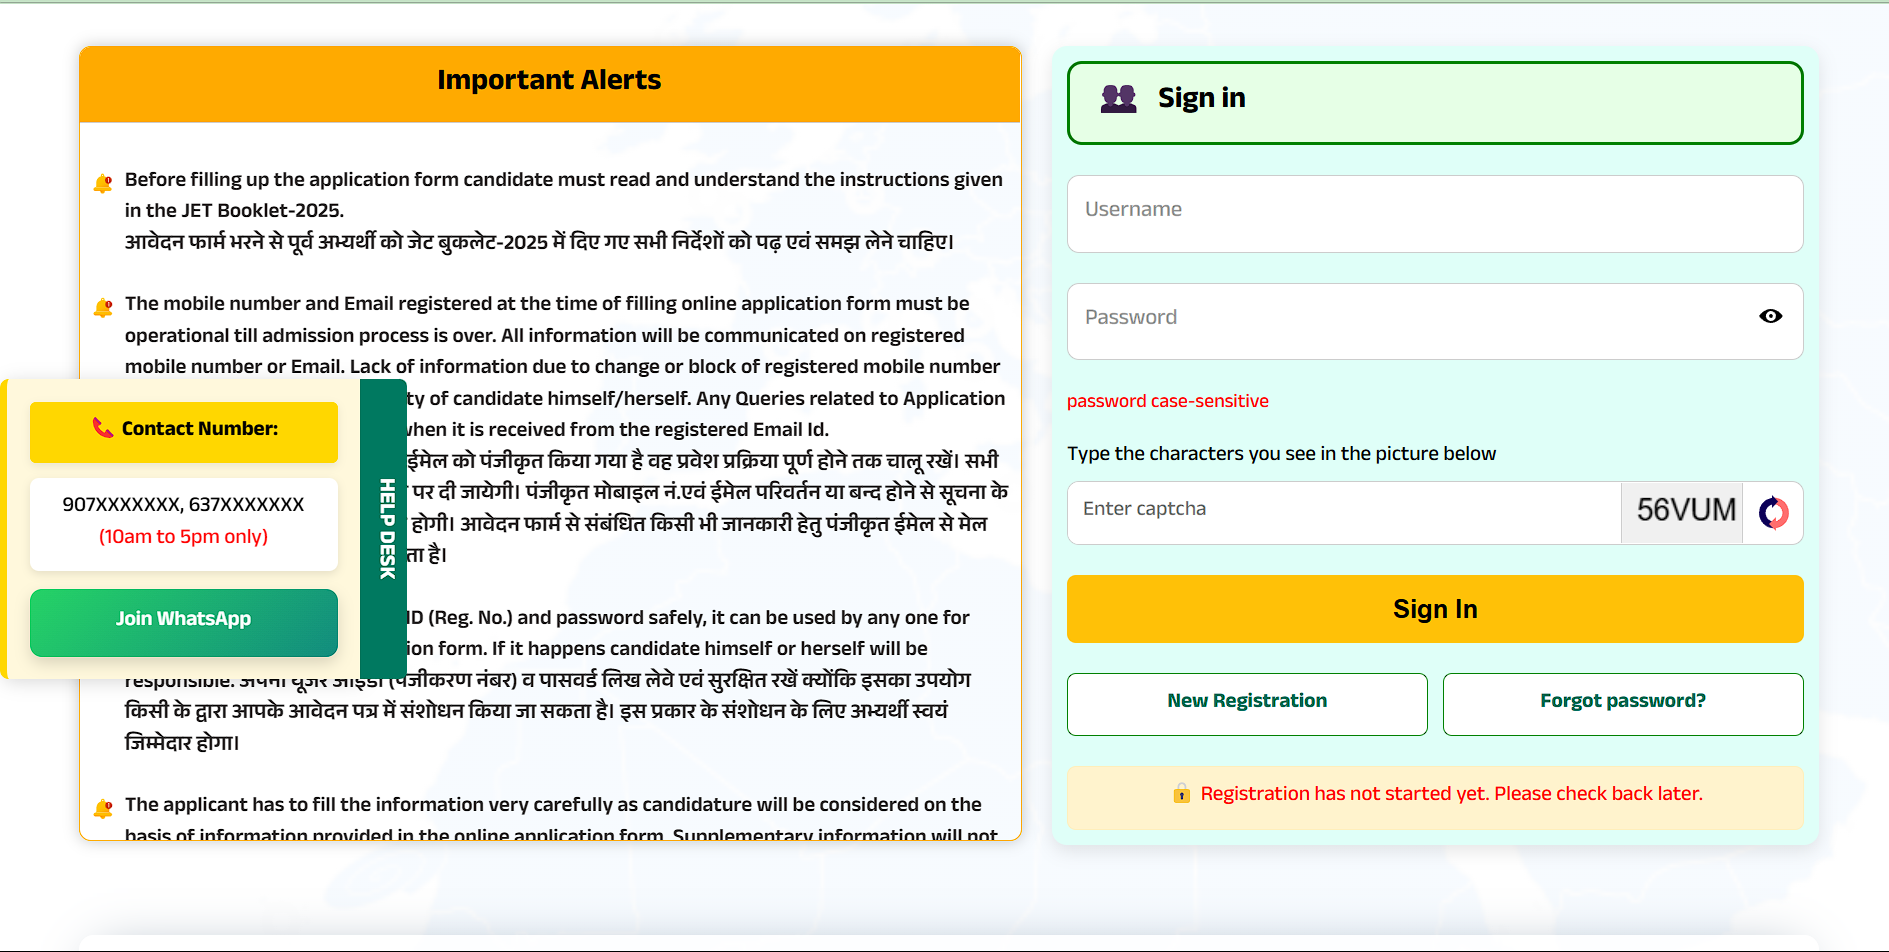 Important Alerts
Before filling up the application form candidate must read and understand the instructions given
in the JET Booklet-2025.
आवेदन फार्म भरने से पूर्व अभ्यर्थी को जेट बुकलेट-2025 में दिए गए सभी निर्देशों को पढ़ एवं समझ लेने चाहिए।
The mobile number and Email registered at the time of filling online application form must be
operational till admission process is over. All information will be communicated on registered
mobile number or Email. Lack of information due to change or block of registered mobile number
ty of candidate himself/herself. Any Queries related to Application
when it is received from the registered Email Id.
ईमेल को पंजीकृत किया गया है वह प्रवेश प्रक्रिया पूर्ण होने तक चालू रखें। सभी
पर दी जायेगी। पंजीकृत मोबाइल नं.एवं ईमेल परिवर्तन या बन्द होने से सूचना के
होगी। आवेदन फार्म से संबंधित किसी भी जानकारी हेतु पंजीकृत ईमेल से मेल
ता है।
ID (Reg. No.) and password safely, it can be used by any one for
ion form. If it happens candidate himself or herself will be
responsible. अपनी यूजर आईडी (पंजीकरण नंबर) व पासवर्ड लिख लेवे एवं सुरक्षित रखें क्योंकि इसका उपयोग
किसी के द्वारा आपके आवेदन पत्र में संशोधन किया जा सकता है। इस प्रकार के संशोधन के लिए अभ्यर्थी स्वयं
जिम्मेदार होगा।
The applicant has to fill the information very carefully as candidature will be considered on the
basis of information provided in the online application form. Supplementary information will not
Contact Number:
907XXXXXXX, 637XXXXXXX
(10am to 5pm only)
Join WhatsApp
HELP DESK
Sign in
Username
Password
password case-sensitive
Type the characters you see in the picture below
Enter captcha
56VUM
Sign In
New Registration
Forgot password?
Registration has not started yet. Please check back later.